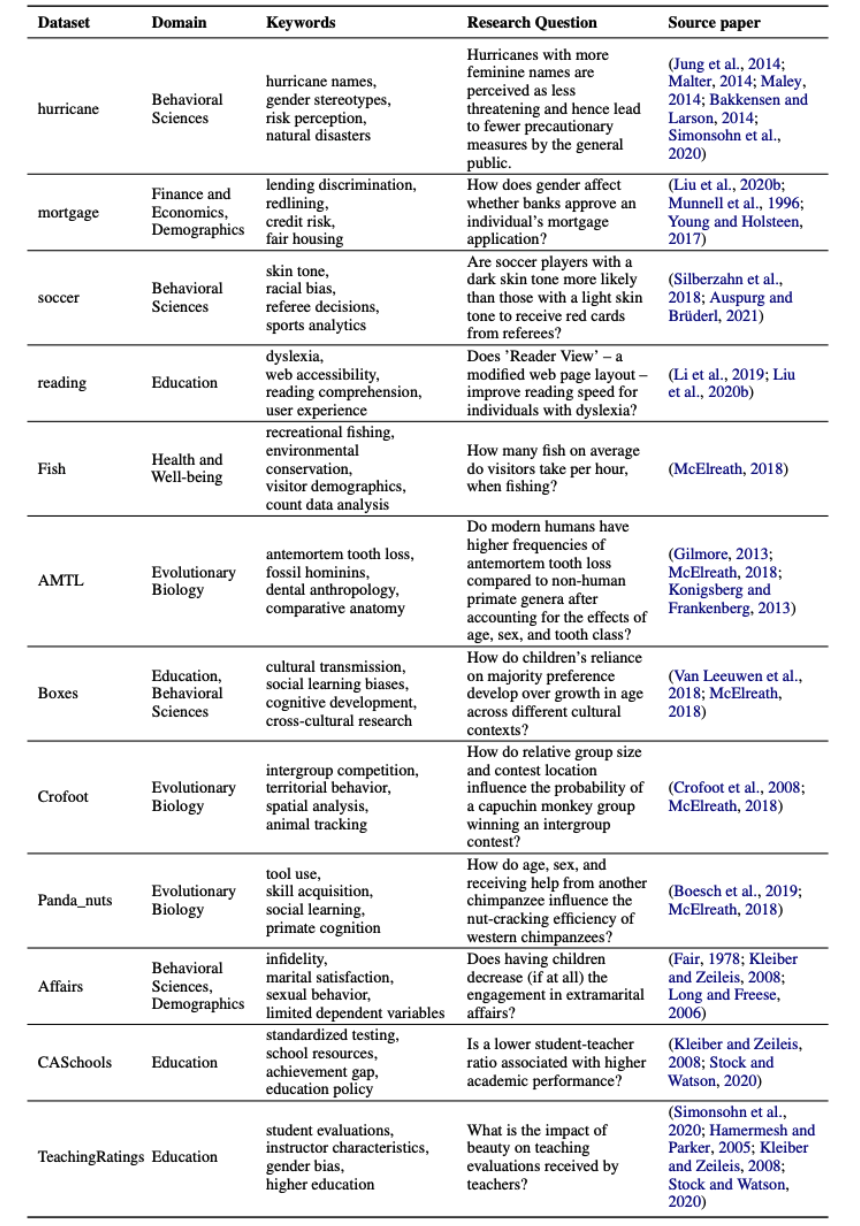 Dataset Domain Keywords Research Question Source paper
hurricane
Behavioral
Sciences
hurricane names,
gender stereotypes,
risk perception,
natural disasters
Hurricanes with more
feminine names are
perceived as less
threatening and hence lead
to fewer precautionary
measures by the general
public.
(Jung et al., 2014;
Malter, 2014; Maley,
2014; Bakkensen and
Larson, 2014;
Simonsohn et al.,
2020)
mortgage
Finance and
Economics,
Demographics
lending discrimination,
redlining,
credit risk,
fair housing
How does gender affect
whether banks approve an
individual's mortgage
application?
(Liu et al., 2020b;
Munnell et al., 1996;
Young and Holsteen,
2017)
soccer
Behavioral
Sciences
skin tone,
racial bias,
referee decisions,
sports analytics
Are soccer players with a
dark skin tone more likely
than those with a light skin
tone to receive red cards
from referees?
(Silberzahn et al.,
2018; Auspurg and
Brüderl, 2021)
reading
Education
dyslexia,
web accessibility,
reading comprehension,
user experience
Does 'Reader View' – a
modified web page layout –
improve reading speed for
individuals with dyslexia?
(Li et al., 2019; Liu
et al., 2020b)
Fish
Health and
Well-being
recreational fishing,
environmental
conservation,
visitor demographics,
count data analysis
How many fish on average
do visitors take per hour,
when fishing?
(McElreath, 2018)
AMTL
Evolutionary
Biology
antemortem tooth loss,
fossil hominins,
dental anthropology,
comparative anatomy
Do modern humans have
higher frequencies of
antemortem tooth loss
compared to non-human
primate genera after
accounting for the effects of
age, sex, and tooth class?
(Gilmore, 2013;
McElreath, 2018;
Konigsberg and
Frankenberg, 2013)
Boxes
Education,
Behavioral
Sciences
cultural transmission,
social learning biases,
cognitive development,
cross-cultural research
How do children's reliance
on majority preference
develop over growth in age
across different cultural
contexts?
(Van Leeuwen et al.,
2018; McElreath,
2018)
Crofoot
Evolutionary
Biology
intergroup competition,
territorial behavior,
spatial analysis,
animal tracking
How do relative group size
and contest location
influence the probability of
a capuchin monkey group
winning an intergroup
contest?
(Crofoot et al., 2008;
McElreath, 2018)
Panda_nuts
Evolutionary
Biology
tool use,
skill acquisition,
social learning,
primate cognition
How do age, sex, and
receiving help from another
chimpanzee influence the
nut-cracking efficiency of
western chimpanzees?
(Boesch et al., 2019;
McElreath, 2018)
Affairs
Behavioral
Sciences,
Demographics
infidelity,
marital satisfaction,
sexual behavior,
limited dependent variables
Does having children
decrease (if at all) the
engagement in extramarital
affairs?
(Fair, 1978; Kleiber
and Zeileis, 2008;
Long and Freese,
2006)
CASchools
Education
standardized testing,
school resources,
achievement gap,
education policy
Is a lower student-teacher
ratio associated with higher
academic performance?
(Kleiber and Zeileis,
2008; Stock and
Watson, 2020)
TeachingRatings
Education
student evaluations,
instructor characteristics,
gender bias,
higher education
What is the impact of
beauty on teaching
evaluations received by
teachers?
(Simonsohn et al.,
2020; Hamermesh and
Parker, 2005; Kleiber
and Zeileis, 2008;
Stock and Watson,
2020)